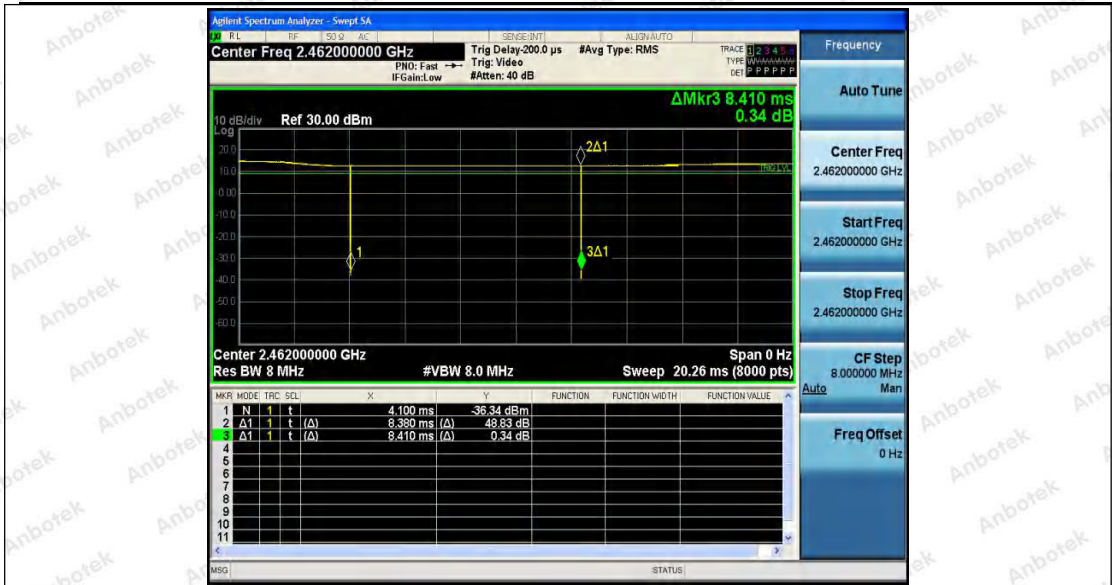 Agilent Spectrum Analyzer - Swept SA
RL RF 50 Ω AC SENSE:INT ALIGN AUTO
Center Freq 2.462000000 GHz
PNO: Fast
IFGain:Low
Trig Delay-200.0 µs
Trig: Video
#Atten: 40 dB
#Avg Type: RMS
TRACE 1 2 3 4 5 6
TYPE
DET P P P P P P
ΔMkr3 8.410 ms
0.34 dB
10 dB/div Ref 30.00 dBm
Log
20.0
10.0
0.00
-10.0
-20.0
-40.0
-50.0
-60.0
2Δ1
TRIG LVL
1
3Δ1
Center 2.462000000 GHz Span 0 Hz
Res BW 8 MHz #VBW 8.0 MHz Sweep 20.26 ms (8000 pts)
MKR MODE TRC SCL X Y FUNCTION FUNCTION WIDTH FUNCTION VALUE
1 N 1 t 4.100 ms -36.34 dBm
2 Δ1 1 t (Δ) 8.380 ms (Δ) 48.83 dB
3 Δ1 1 t (Δ) 8.410 ms (Δ) 0.34 dB
4
5
6
7
8
9
10
11
MSG STATUS
Frequency
Auto Tune
Center Freq
2.462000000 GHz
Start Freq
2.462000000 GHz
Stop Freq
2.462000000 GHz
CF Step
8.000000 MHz
Auto Man
Freq Offset
0 Hz
Anbotek